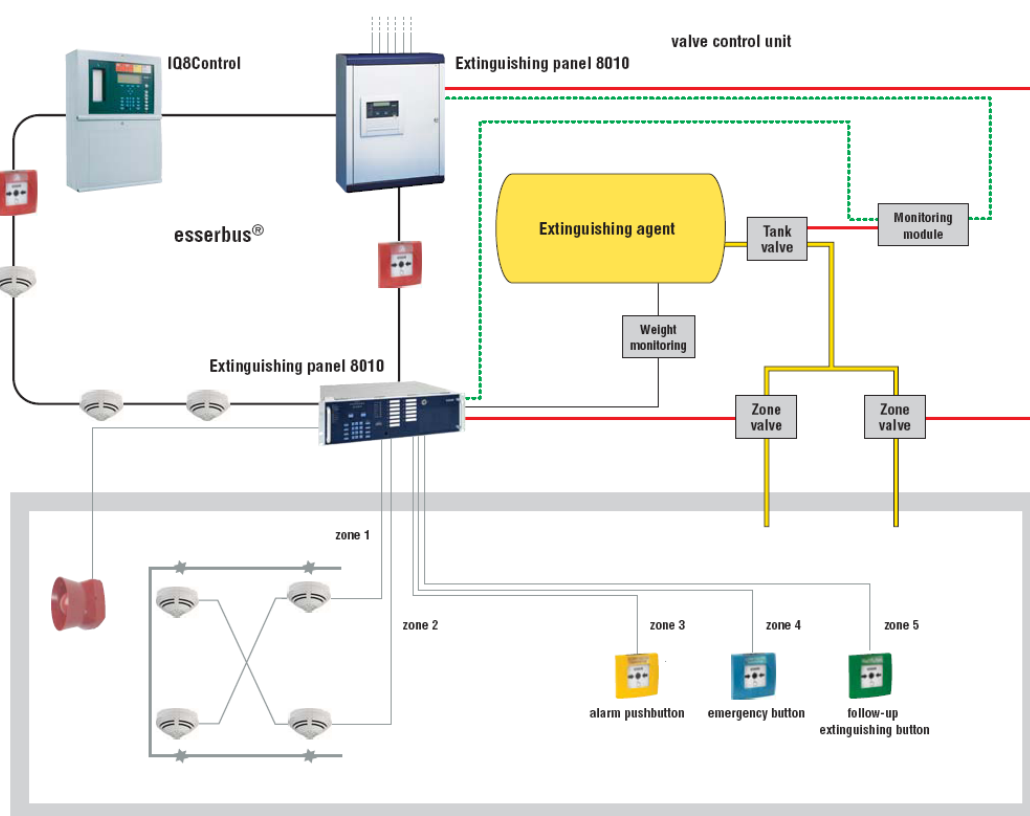 valve control unit
IQ8Control
Extinguishing panel 8010
esserbus®
Extinguishing agent
Tank
valve
Monitoring
module
Weight
monitoring
Extinguishing panel 8010
Zone
valve
Zone
valve
zone 1
zone 2
zone 3
zone 4
zone 5
alarm pushbutton
emergency button
follow-up
extinguishing button